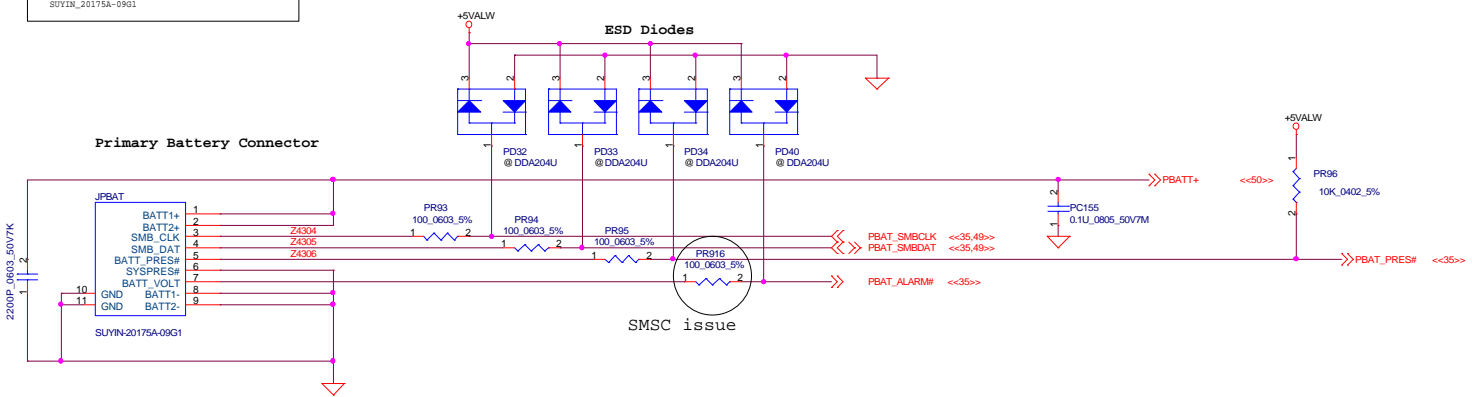 SUYIN_20175A-09G1
+5VALW
ESD Diodes
3
2
3
2
3
2
3
2
1
1
1
1
PD32
@ DDA204U
PD33
@ DDA204U
PD34
@ DDA204U
PD40
@ DDA204U
+5VALW
1
PR96
10K_0402_5%
2
Primary Battery Connector
PBATT+
<<50>>
2
PC155
0.1U_0805_50V7M
1
JPBAT
BATT1+
1
BATT2+
2
SMB_CLK
3
Z4304
SMB_DAT
4
Z4305
BATT_PRES#
5
Z4306
SYSPRES#
6
BATT_VOLT
7
10
GND
BATT1-
8
11
GND
BATT2-
9
SUYIN-20175A-09G1
2200P_0603_50V7K
2
1
PR93
100_0603_5%
1
2
PR94
100_0603_5%
1
2
PR95
100_0603_5%
1
2
PR916
100_0603_5%
1
2
SMSC issue
PBAT_SMBCLK <<35,49>>
PBAT_SMBDAT <<35,49>>
PBAT_PRES# <<35>>
PBAT_ALARM# <<35>>